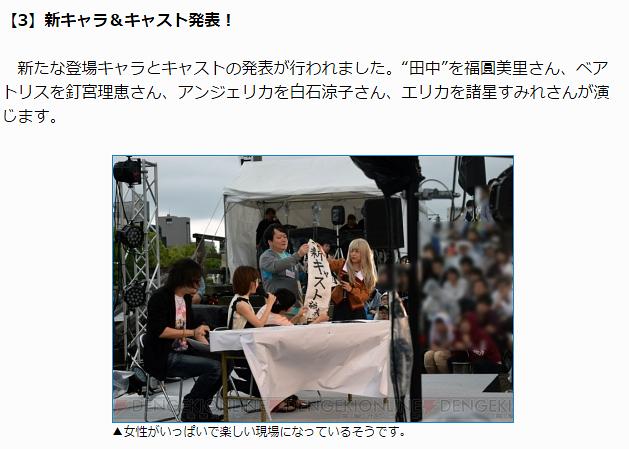 【3】新キャラ＆キャスト発表！
　新たな登場キャラとキャストの発表が行われました。“田中”を福圓美里さん、ベア
トリスを釘宮理恵さん、アンジェリカを白石涼子さん、エリカを諸星すみれさんが演
じます。
新キャスト
DENGEKIONLINE DENGEKIONLINE DENGEKI
▲女性がいっぱいで楽しい現場になっているそうです。